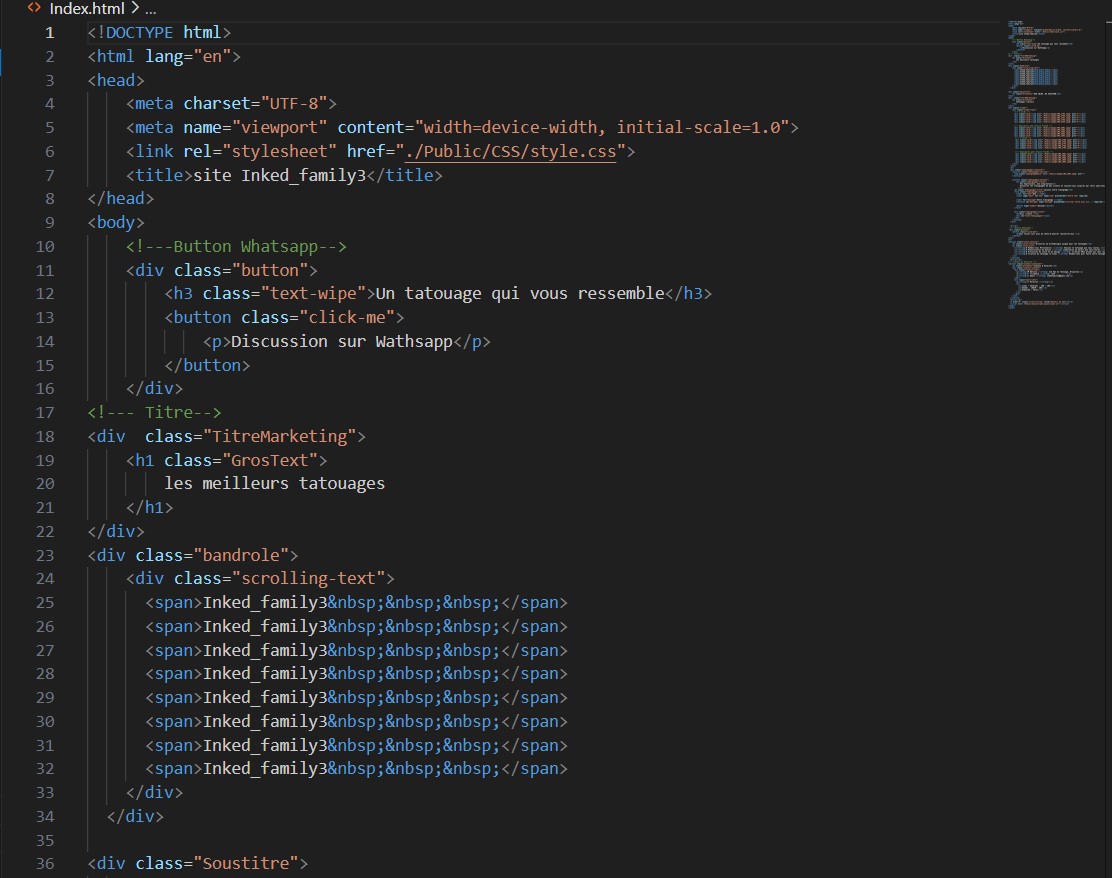 Index.html > ...
1 <!DOCTYPE html>
2 <html lang="en">
3 <head>
4     <meta charset="UTF-8">
5     <meta name="viewport" content="width=device-width, initial-scale=1.0">
6     <link rel="stylesheet" href="./Public/CSS/style.css">
7     <title>site Inked_family3</title>
8 </head>
9 <body>
10     <!---Button Whatsapp-->
11     <div class="button">
12         <h3 class="text-wipe">Un tatouage qui vous ressemble</h3>
13         <button class="click-me">
14             <p>Discussion sur Wathsapp</p>
15         </button>
16     </div>
17 <!--- Titre-->
18 <div  class="TitreMarketing">
19     <h1 class="GrosText">
20         les meilleurs tatouages
21     </h1>
22 </div>
23 <div class="bandrole">
24     <div class="scrolling-text">
25       <span>Inked_family3&nbsp;&nbsp;&nbsp;</span>
26       <span>Inked_family3&nbsp;&nbsp;&nbsp;</span>
27       <span>Inked_family3&nbsp;&nbsp;&nbsp;</span>
28       <span>Inked_family3&nbsp;&nbsp;&nbsp;</span>
29       <span>Inked_family3&nbsp;&nbsp;&nbsp;</span>
30       <span>Inked_family3&nbsp;&nbsp;&nbsp;</span>
31       <span>Inked_family3&nbsp;&nbsp;&nbsp;</span>
32       <span>Inked_family3&nbsp;&nbsp;&nbsp;</span>
33     </div>
34   </div>
35
36 <div class="Soustitre">